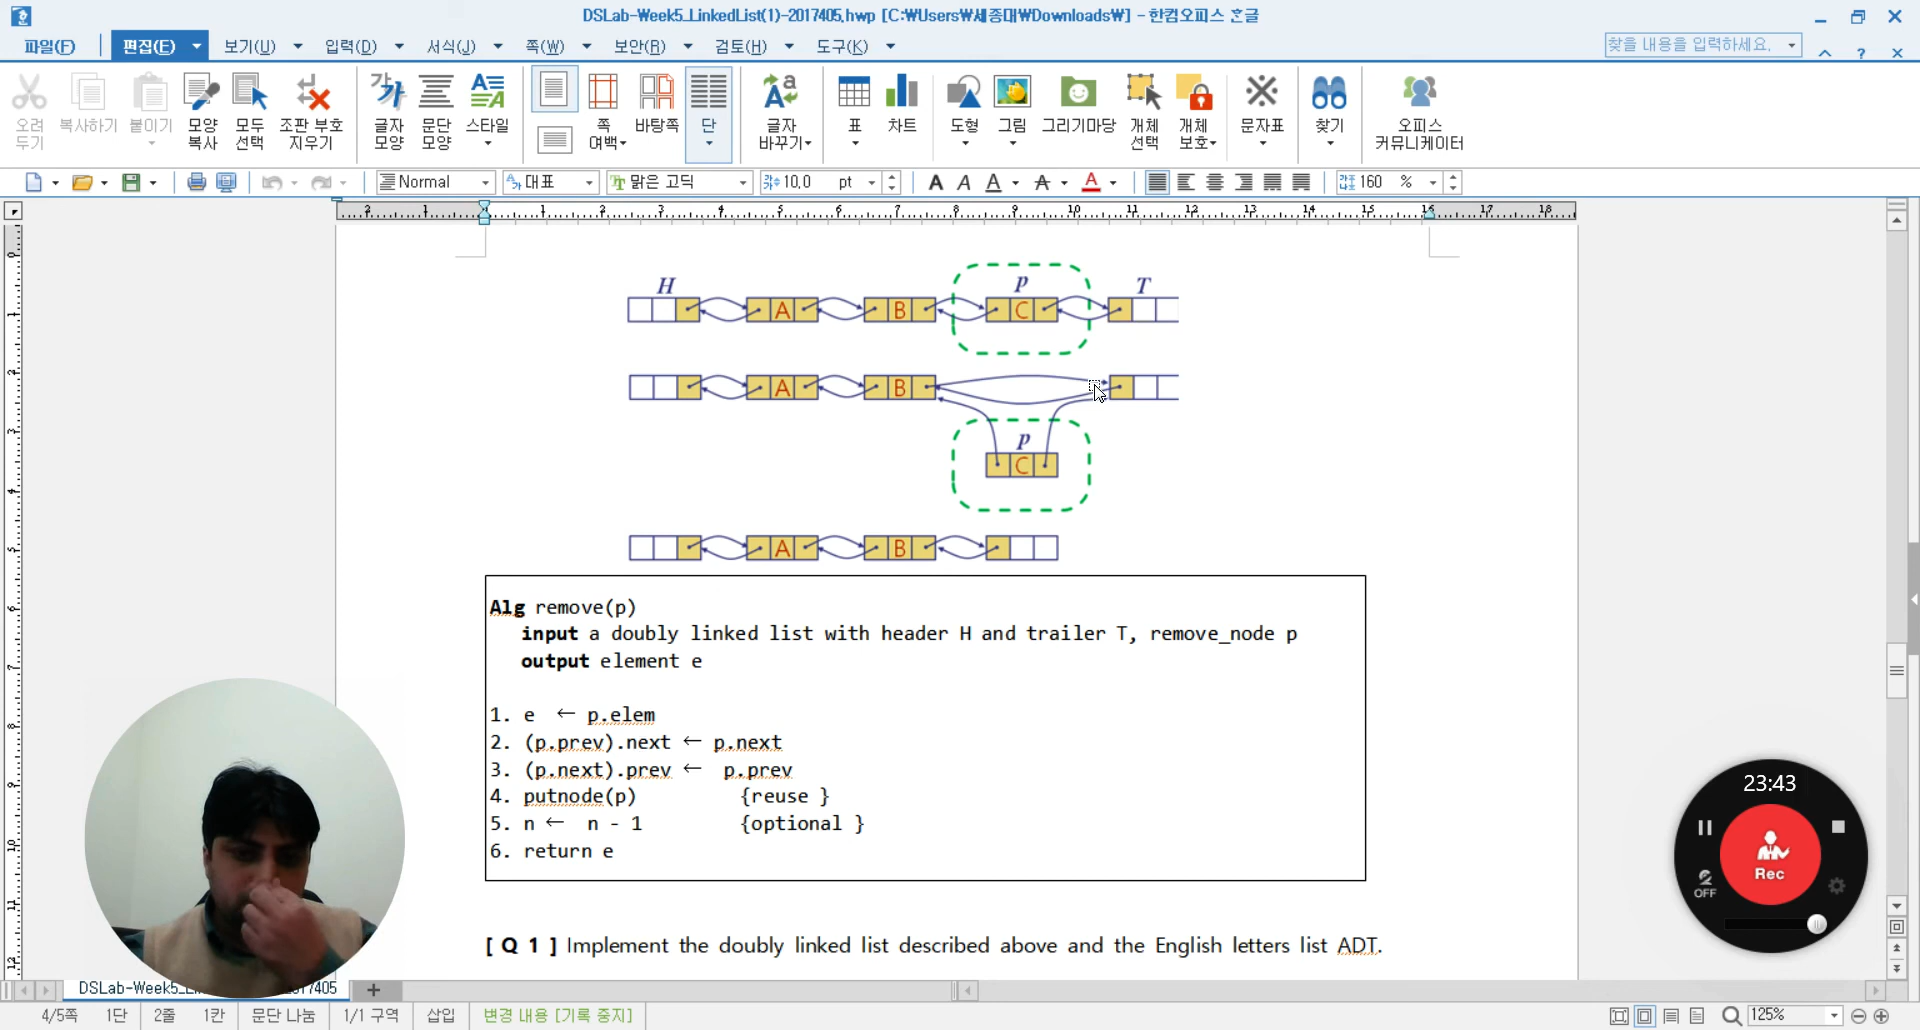 DSLab-Week5_LinkedList(1)-2017405.hwp [C:₩Users₩세종대₩Downloads₩] - 한컴오피스 한글
파일(F) 편집(E) 보기(U) 입력(D) 서식(J) 쪽(W) 보안(R) 검토(H) 도구(K) 찾을 내용을 입력하세요.
오려 두기 복사하기 붙이기 모양 복사 모두 선택 조판 부호 지우기 글자 모양 문단 모양 스타일 쪽 여백 바탕쪽 단 글자 바꾸기 표 차트 도형 그림 그리기마당 개체 선택 개체 보호 문자표 찾기 오피스 커뮤니케이터
Normal 대표 맑은 고딕 10.0 pt 가 가 가 가 가 160 %
H p T
A B C
A B
p
C
A B
Alg remove(p)
input a doubly linked list with header H and trailer T, remove_node p
output element e
1. e ← p.elem
2. (p.prev).next ← p.next
3. (p.next).prev ← p.prev
4. putnode(p) {reuse }
5. n ← n - 1 {optional }
6. return e
[ Q 1 ] Implement the doubly linked list described above and the English letters list ADT.
23:43
Rec
OFF
DSLab-Week5_Li 017405
4/5쪽 1단 2줄 1칸 문단 나눔 1/1 구역 삽입 변경 내용 [기록 중지] 125%